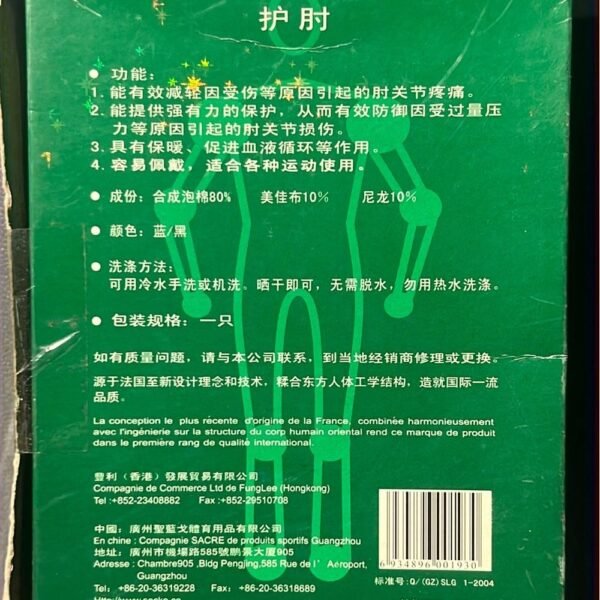 护肘
● 功能：
1. 能有效减轻因受伤等原因引起的肘关节疼痛。
2. 能提供强有力的保护，从而有效防御因受过量压
力等原因引起的肘关节损伤。
3. 具有保暖、促进血液循环等作用。
4. 容易佩戴，适合各种运动使用。
● 成份：合成泡棉80%　美佳布10%　尼龙10%
● 颜色：蓝/黑
● 洗涤方法：
可用冷水手洗或机洗。晒干即可，无需脱水，勿用热水洗涤。
● 包装规格：一只
如有质量问题，请与本公司联系，到当地经销商修理或更换。
源于法国至新设计理念和技术，糅合东方人体工学结构，造就国际一流
品质。
La conception le plus récente d'origine de la France, combinée harmonieusement
avec l'ingénierie sur la structure du corp humain oriental rend ce marque de produit
dans le première rang de qualité international.
豐利（香港）發展貿易有限公司
Compagnie de Commerce Ltd de FungLee (Hongkong)
Tel :+852-23408882 Fax :+852-29510708
中國：廣州聖藍戈體育用品有限公司
En chine : Compagnie SACRE de produits sportifs Guangzhou
地址：廣州市機場路585號鵬景大廈905
Adresse : Chambre905 ,Bldg Pengjing,585 Rue de l' Aéroport,
Guangzhou
Tel: +86-20-36319228 Fax: +86-20-36318689
6934896001930
标准号:Q/(GZ)SLG 1-2004